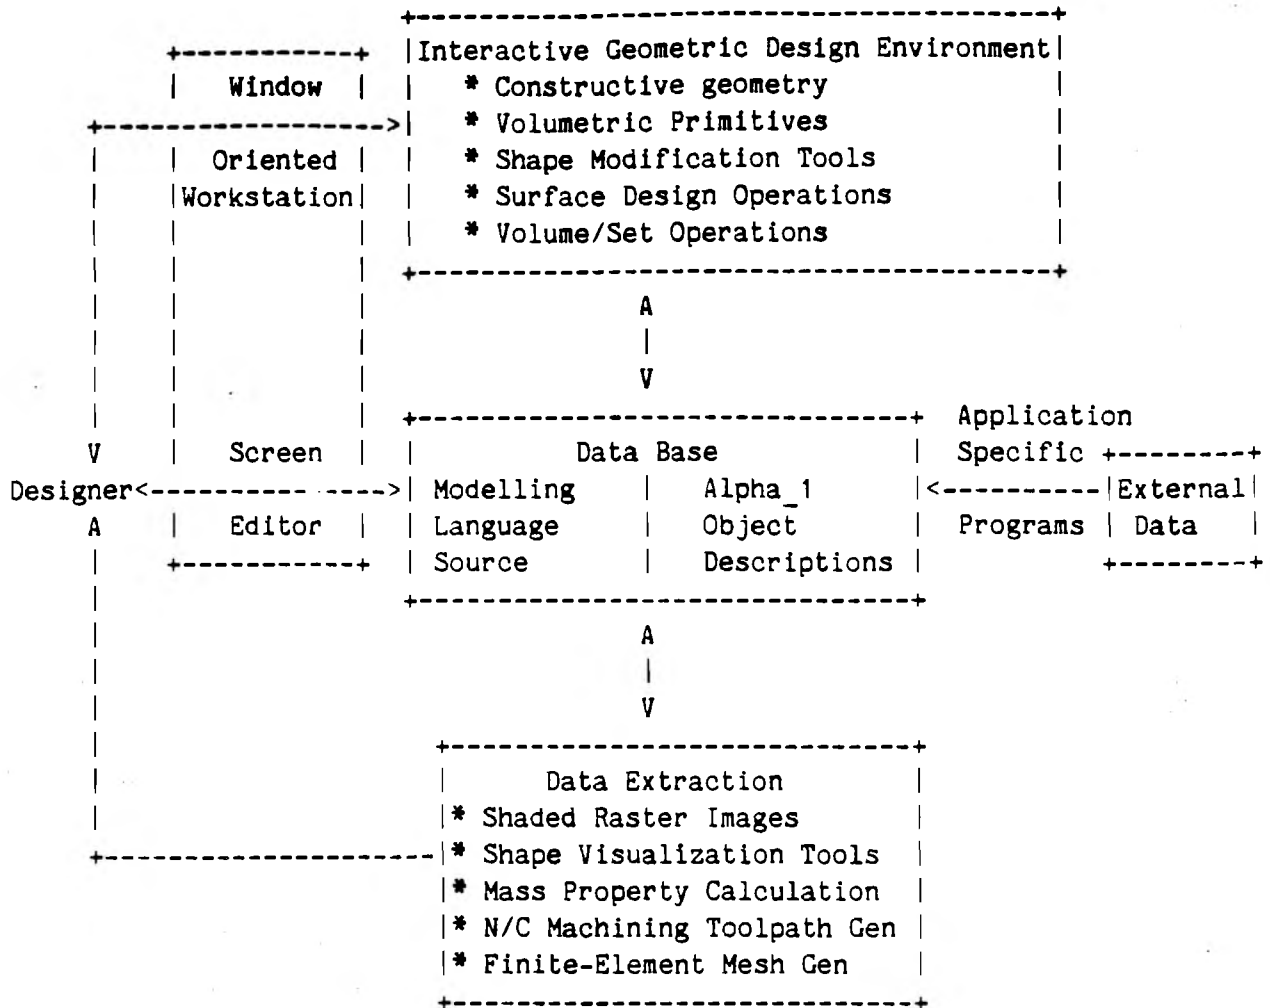 Interactive Geometric Design Environment
* Constructive geometry
* Volumetric Primitives
* Shape Modification Tools
* Surface Design Operations
* Volume/Set Operations
Window
Oriented
Workstation
Screen
Editor
Designer
A
V
V
A
Data Base
Modelling
Language
Source
Alpha_1
Object
Descriptions
Application
Specific
Programs
External
Data
A
V
Data Extraction
* Shaded Raster Images
* Shape Visualization Tools
* Mass Property Calculation
* N/C Machining Toolpath Gen
* Finite-Element Mesh Gen